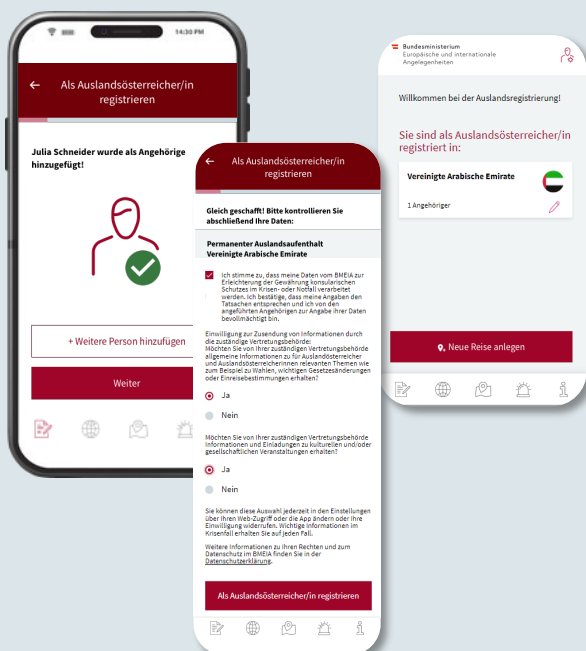 14:30 PM
Als Auslandsösterreicher/in
registrieren
Julia Schneider wurde als Angehörige
hinzugefügt!
+ Weitere Person hinzufügen
Weiter
Als Auslandsösterreicher/in
registrieren
Gleich geschafft! Bitte kontrollieren Sie
abschließend Ihre Daten:
Permanenter Auslandsaufenthalt
Vereinigte Arabische Emirate
Ich stimme zu, dass meine Daten vom BMEIA zur
Erleichterung der Gewährung konsularischen
Schutzes im Krisen- oder Notfall verarbeitet
werden. Ich bestätige, dass meine Angaben den
Tatsachen entsprechen und ich von den
angeführten Angehörigen zur Angabe ihrer Daten
bevollmächtigt bin.
Einwilligung zur Zusendung von Informationen durch
die zuständige Vertretungsbehörde:
Möchten Sie von Ihrer zuständigen Vertretungsbehörde
allgemeine Informationen zu für Auslandsösterreicher
und Auslandsösterreicherinnen relevanten Themen wie
zum Beispiel zu Wahlen, wichtigen Gesetzesänderungen
oder Einreisebestimmungen erhalten?
Ja
Nein
Möchten Sie von Ihrer zuständigen Vertretungsbehörde
Informationen und Einladungen zu kulturellen und/oder
gesellschaftlichen Veranstaltungen erhalten?
Ja
Nein
Sie können diese Auswahl jederzeit in den Einstellungen
über Ihren Web-Zugriff oder die App ändern oder Ihre
Einwilligung widerrufen. Wichtige Informationen im
Krisenfall erhalten Sie auf jeden Fall.
Weitere Informationen zu Ihren Rechten und zum
Datenschutz im BMEIA finden Sie in der
Datenschutzerklärung.
Als Auslandsösterreicher/in registrieren
Bundesministerium
Europäische und internationale
Angelegenheiten
Willkommen bei der Auslandsregistrierung!
Sie sind als Auslandsösterreicher/in
registriert in:
Vereinigte Arabische Emirate
1 Angehöriger
Neue Reise anlegen